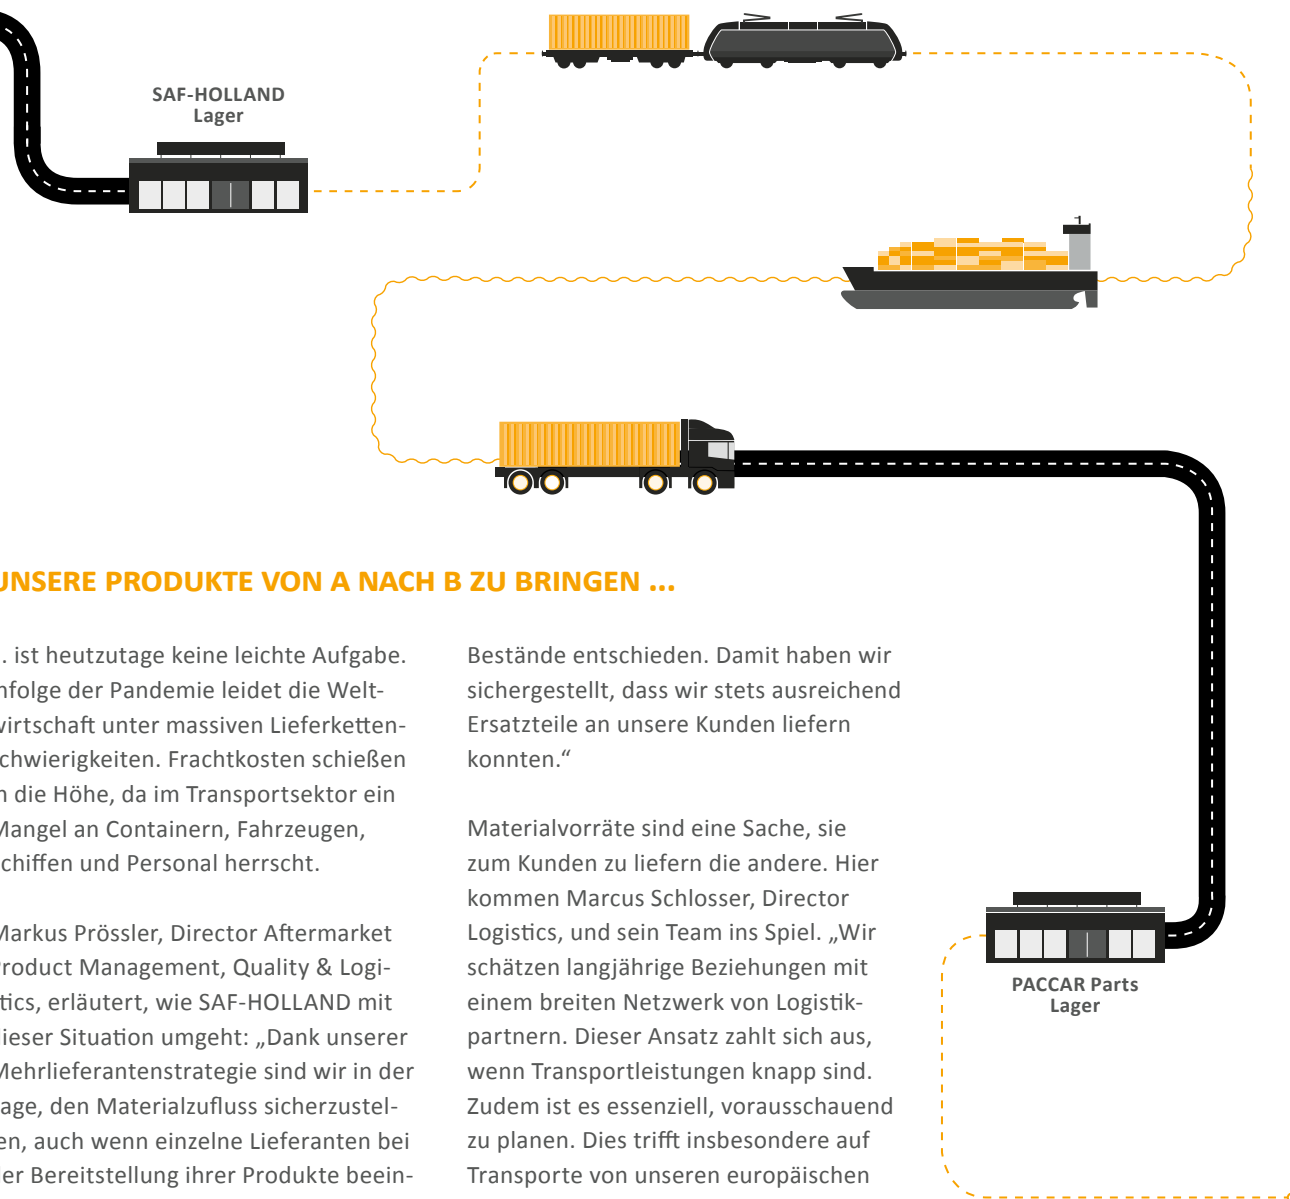 SAF-HOLLAND
Lager
UNSERE PRODUKTE VON A NACH B ZU BRINGEN ...
. ist heutzutage keine leichte Aufgabe.
nfolge der Pandemie leidet die Welt-
wirtschaft unter massiven Lieferketten-
chwierigkeiten. Frachtkosten schießen
n die Höhe, da im Transportsektor ein
Mangel an Containern, Fahrzeugen,
chiffen und Personal herrscht.
Markus Prössler, Director Aftermarket
Product Management, Quality & Logi-
tics, erläutert, wie SAF-HOLLAND mit
dieser Situation umgeht: „Dank unserer
Mehrlieferantenstrategie sind wir in der
age, den Materialzufluss sicherzustel-
en, auch wenn einzelne Lieferanten bei
der Bereitstellung ihrer Produkte beein-
Bestände entschieden. Damit haben wir
sichergestellt, dass wir stets ausreichend
Ersatzteile an unsere Kunden liefern
konnten.“
Materialvorräte sind eine Sache, sie
zum Kunden zu liefern die andere. Hier
kommen Marcus Schlosser, Director
Logistics, und sein Team ins Spiel. „Wir
schätzen langjährige Beziehungen mit
einem breiten Netzwerk von Logistik-
partnern. Dieser Ansatz zahlt sich aus,
wenn Transportleistungen knapp sind.
Zudem ist es essenziell, vorausschauend
zu planen. Dies trifft insbesondere auf
Transporte von unseren europäischen
PACCAR Parts
Lager